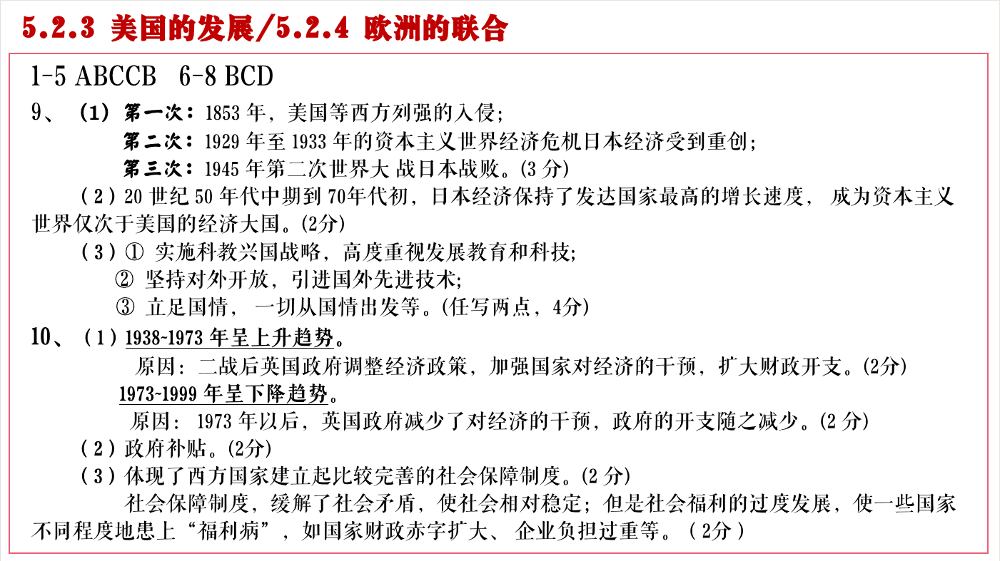 5.2.3 美国的发展/5.2.4 欧洲的联合
1-5 ABCCB 6-8 BCD
9、（1）第一次：1853 年，美国等西方列强的入侵；
第二次：1929 年至 1933 年的资本主义世界经济危机日本经济受到重创；
第三次：1945 年第二次世界大 战日本战败。(3 分)
（2）20 世纪 50 年代中期到 70年代初，日本经济保持了发达国家最高的增长速度， 成为资本主义
世界仅次于美国的经济大国。(2分)
（3）① 实施科教兴国战略，高度重视发展教育和科技;
② 坚持对外开放，引进国外先进技术;
③ 立足国情， 一切从国情出发等。(任写两点，4分)
10、（1）1938~1973 年呈上升趋势。
原因：二战后英国政府调整经济政策，加强国家对经济的干预，扩大财政开支。(2分)
1973~1999 年呈下降趋势。
原因： 1973 年以后，英国政府减少了对经济的干预，政府的开支随之减少。(2 分)
（2）政府补贴。(2分)
（3）体现了西方国家建立起比较完善的社会保障制度。(2 分)
社会保障制度，缓解了社会矛盾，使社会相对稳定；但是社会福利的过度发展，使一些国家
不同程度地患上“福利病”，如国家财政赤字扩大、 企业负担过重等。（ 2分 ）